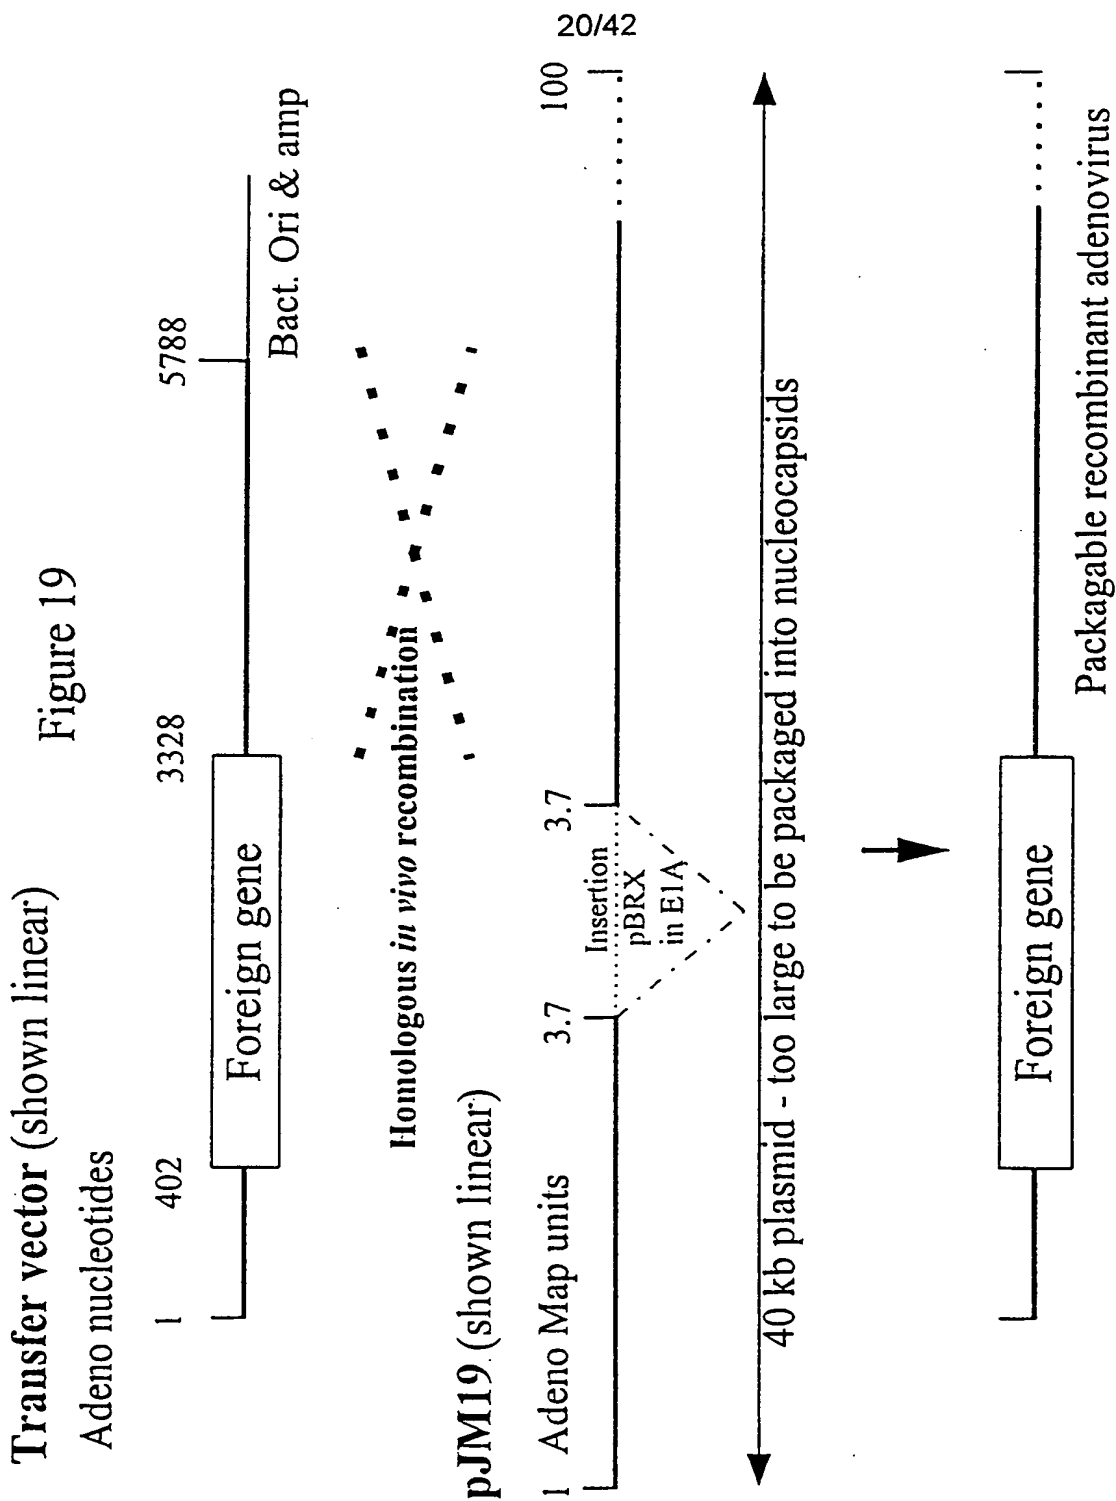 20/42
Figure 19
Transfer vector (shown linear)
Adeno nucleotides
1 402 3328 5788
Foreign gene
Bact. Ori & amp
Homologous in vivo recombination
pJM19 (shown linear)
1 Adeno Map units 3.7 3.7 100
Insertion
pBRX
in E1A
40 kb plasmid - too large to be packaged into nucleocapsids
Foreign gene
Packagable recombinant adenovirus